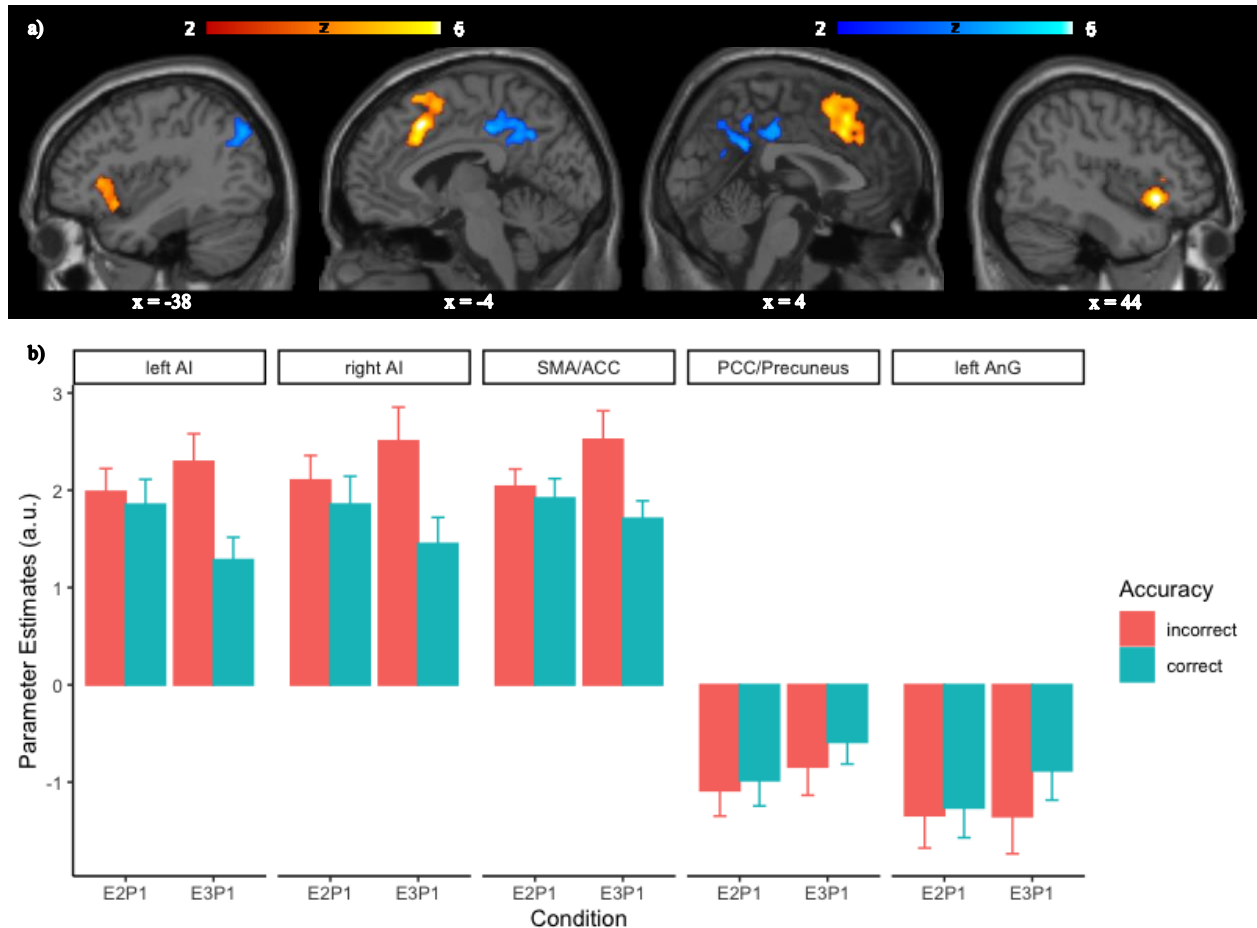 a)
2 z 6
2 z 6
x = -38
x = -4
x = 4
x = 44
b)
left AI
right AI
SMA/ACC
PCC/Precuneus
left AnG
3
2
1
0
-1
Parameter Estimates (a.u.)
E2P1 E3P1
E2P1 E3P1
E2P1 E3P1
E2P1 E3P1
E2P1 E3P1
Condition
Accuracy
incorrect
correct